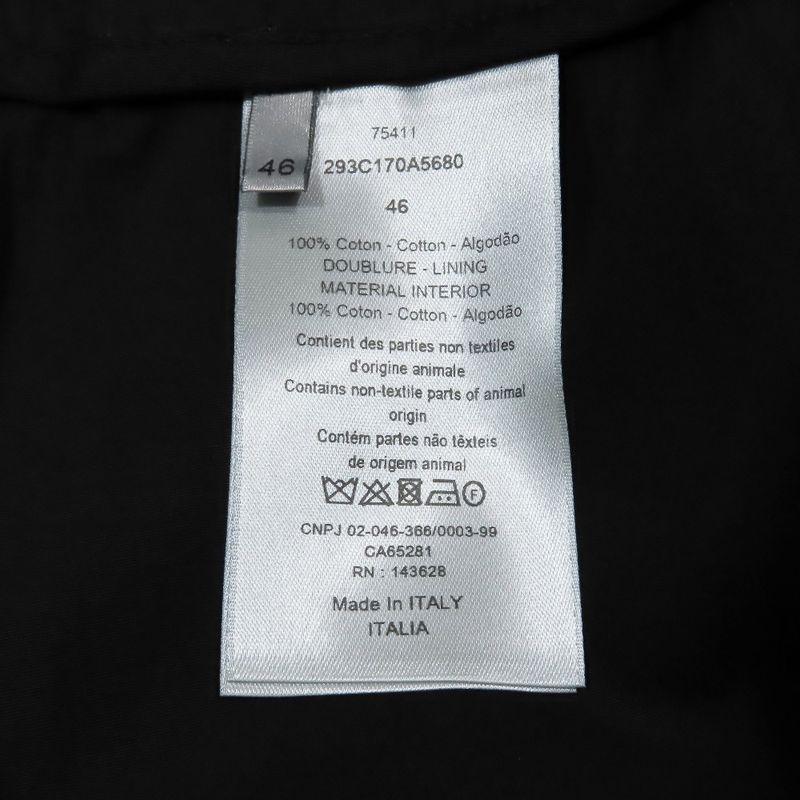 75411
46
293C170A5680
46
100% Coton - Cotton - Algodão
DOUBLURE - LINING
MATERIAL INTERIOR
100% Coton - Cotton - Algodão
Contient des parties non textiles
d'origine animale
Contains non-textile parts of animal
origin
Contém partes não têxteis
de origem animal
F
CNPJ 02-046-366/0003-99
CA65281
RN : 143628
Made In ITALY
ITALIA